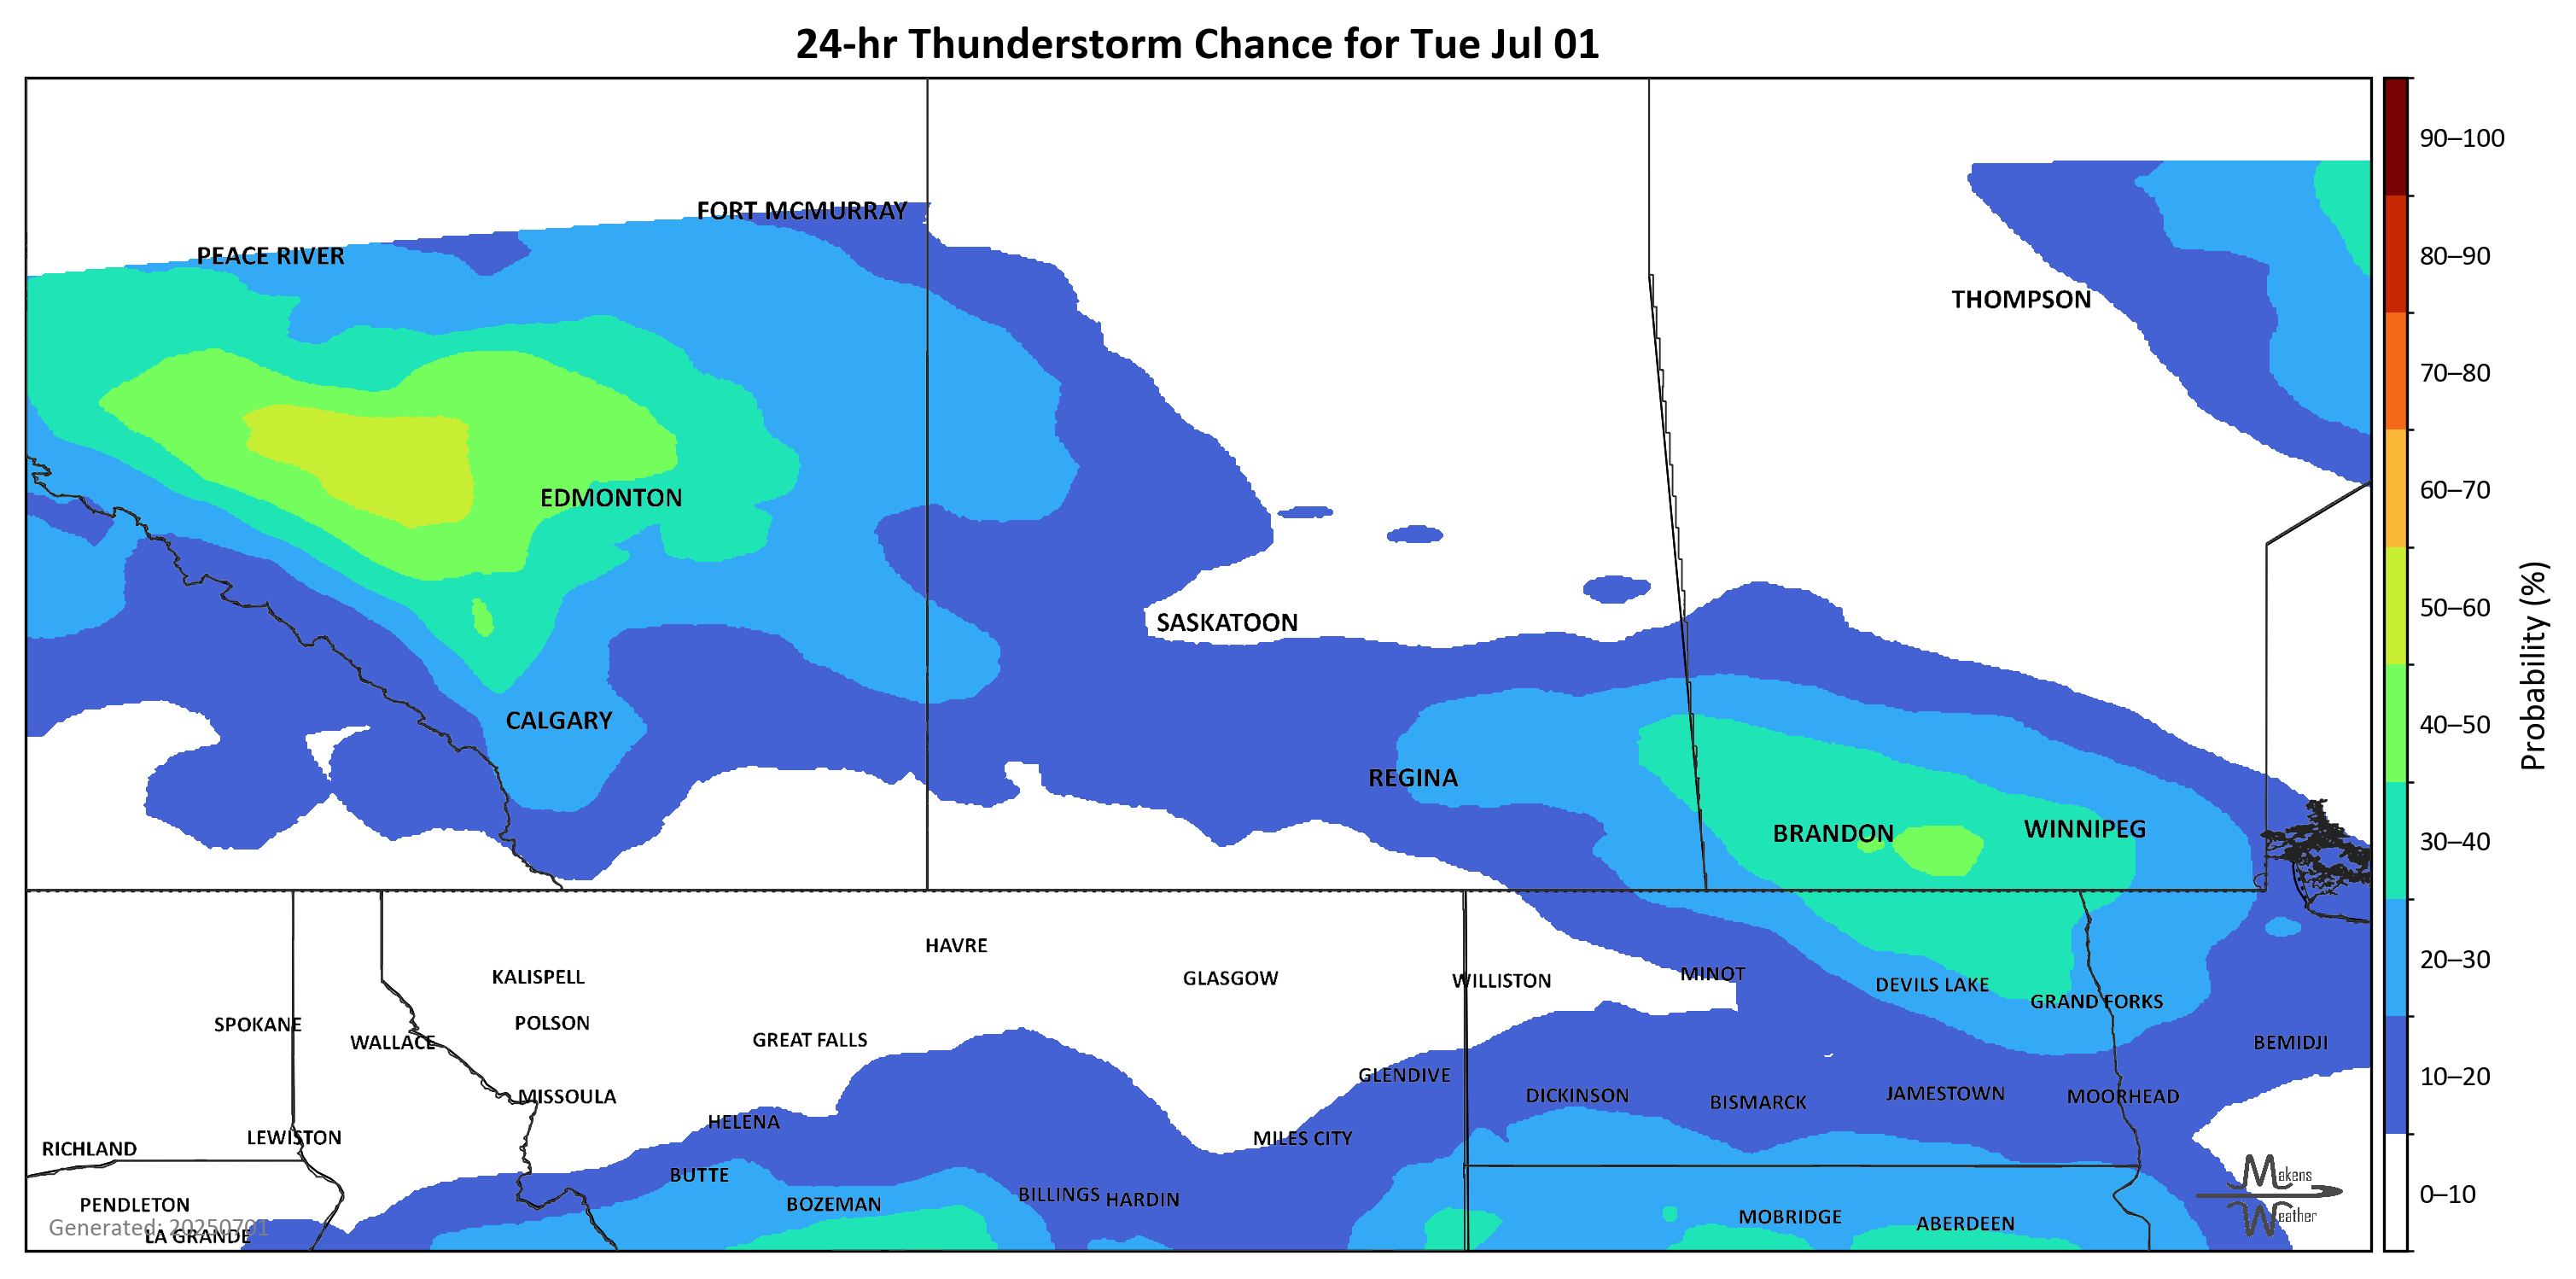 24-hr Thunderstorm Chance for Tue Jul 01
90–100
FORT MCMURRAY
PEACE RIVER
80–90
THOMPSON
70–80
60–70
EDMONTON
50–60
SASKATOON
Probability (%)
CALGARY
40–50
REGINA
BRANDON
WINNIPEG
30–40
HAVRE
20–30
KALISPELL
GLASGOW
WILLISTON
MINOT
DEVILS LAKE
GRAND FORKS
SPOKANE
POLSON
WALLACE
GREAT FALLS
BEMIDJI
GLENDIVE
10–20
MISSOULA
DICKINSON
BISMARCK
JAMESTOWN
MOORHEAD
HELENA
LEWISTON
MILES CITY
RICHLAND
BUTTE
Makens
BILLINGS
HARDIN
0–10
PENDLETON
BOZEMAN
MOBRIDGE
ABERDEEN
Weather
Generated: 20250701
LA GRANDE